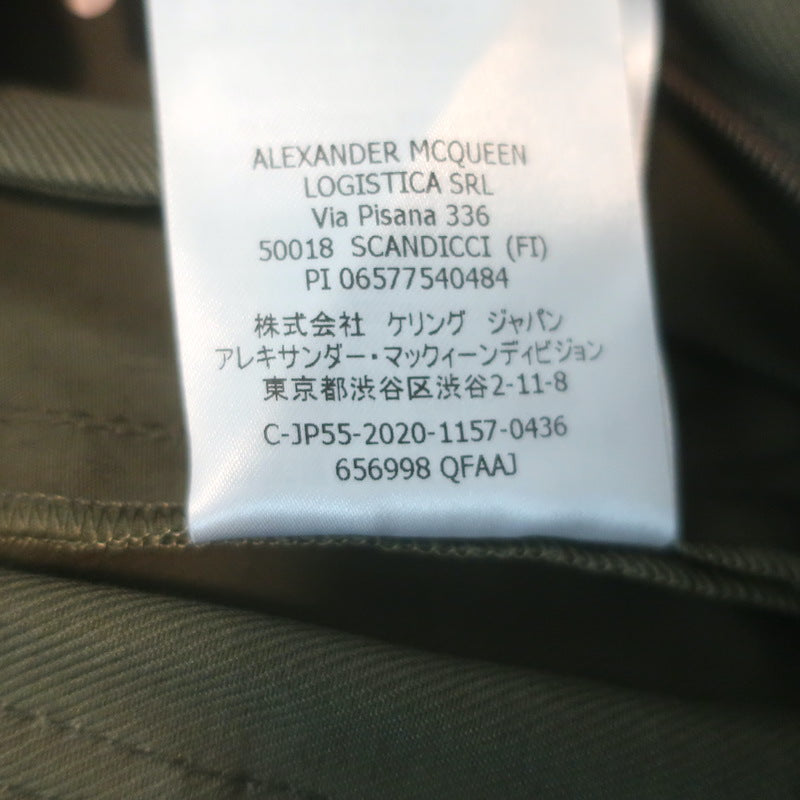 ALEXANDER MCQUEEN
LOGISTICA SRL
Via Pisana 336
50018 SCANDICCI (FI)
PI 06577540484
株式会社 ケリング ジャパン
アレキサンダー・マックィーンディビジョン
東京都渋谷区渋谷2-11-8
C-JP55-2020-1157-0436
656998 QFAAJ